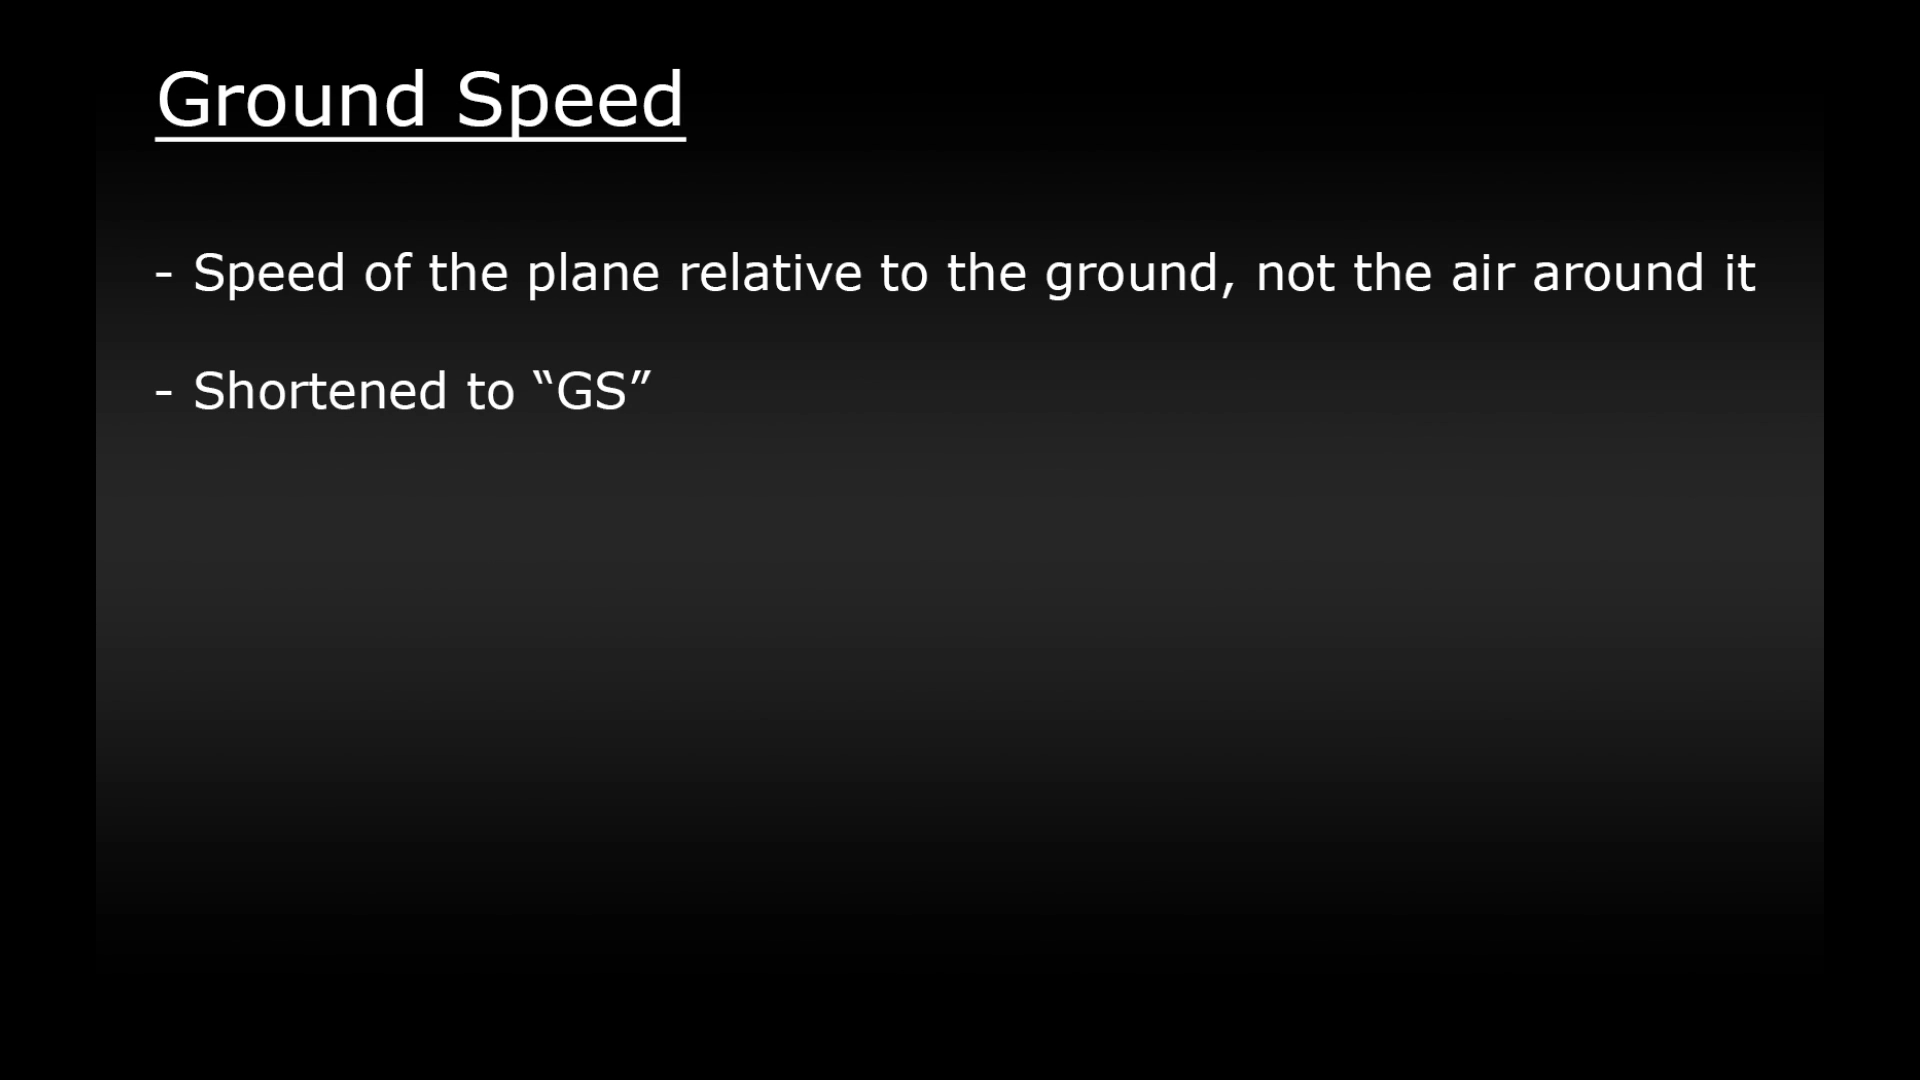 Ground Speed
- Speed of the plane relative to the ground, not the air around it
- Shortened to “GS”